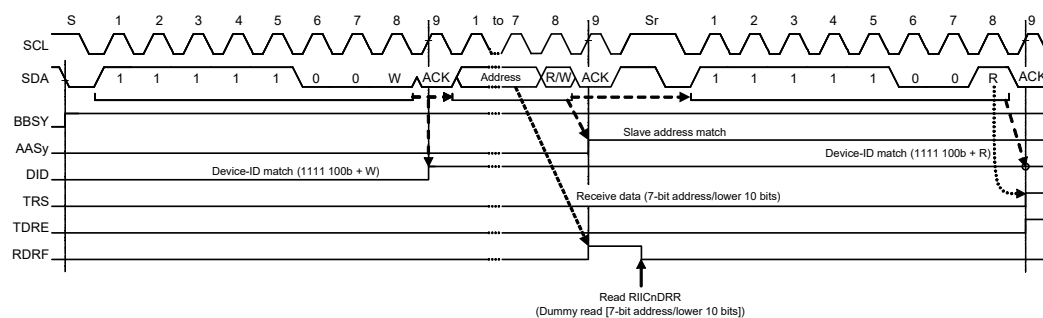 S 1 2 3 4 5 6 7 8 9 1 to 7 8 9 Sr 1 2 3 4 5 6 7 8 9
SCL
SDA 1 1 1 1 1 0 0 W ACK Address R/W ACK 1 1 1 1 1 0 0 R ACK
BBSY
Slave address match
AASy
Device-ID match (1111 100b + W) Device-ID match (1111 100b + R)
DID
Receive data (7-bit address/lower 10 bits)
TRS
TDRE
RDRF
Read RIICnDRR
(Dummy read [7-bit address/lower 10 bits])